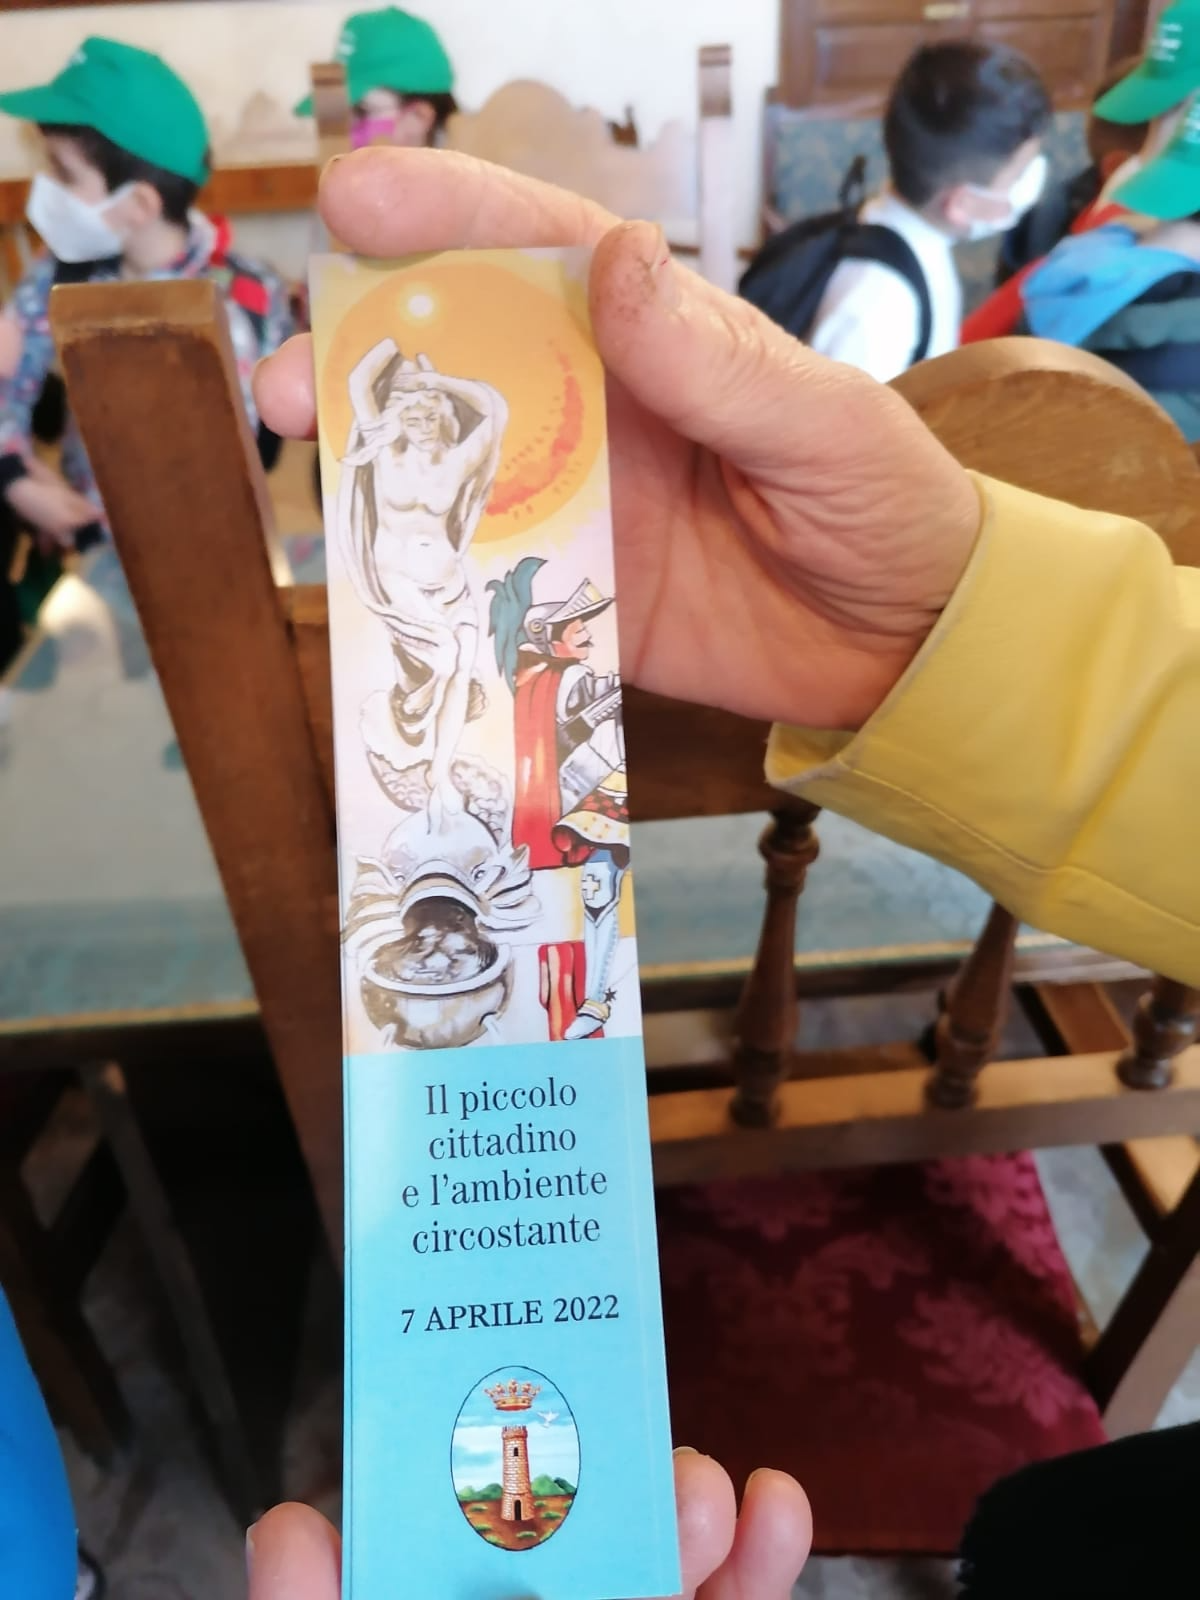 Il piccolo
cittadino
e l'ambiente
circostante
7 APRILE 2022